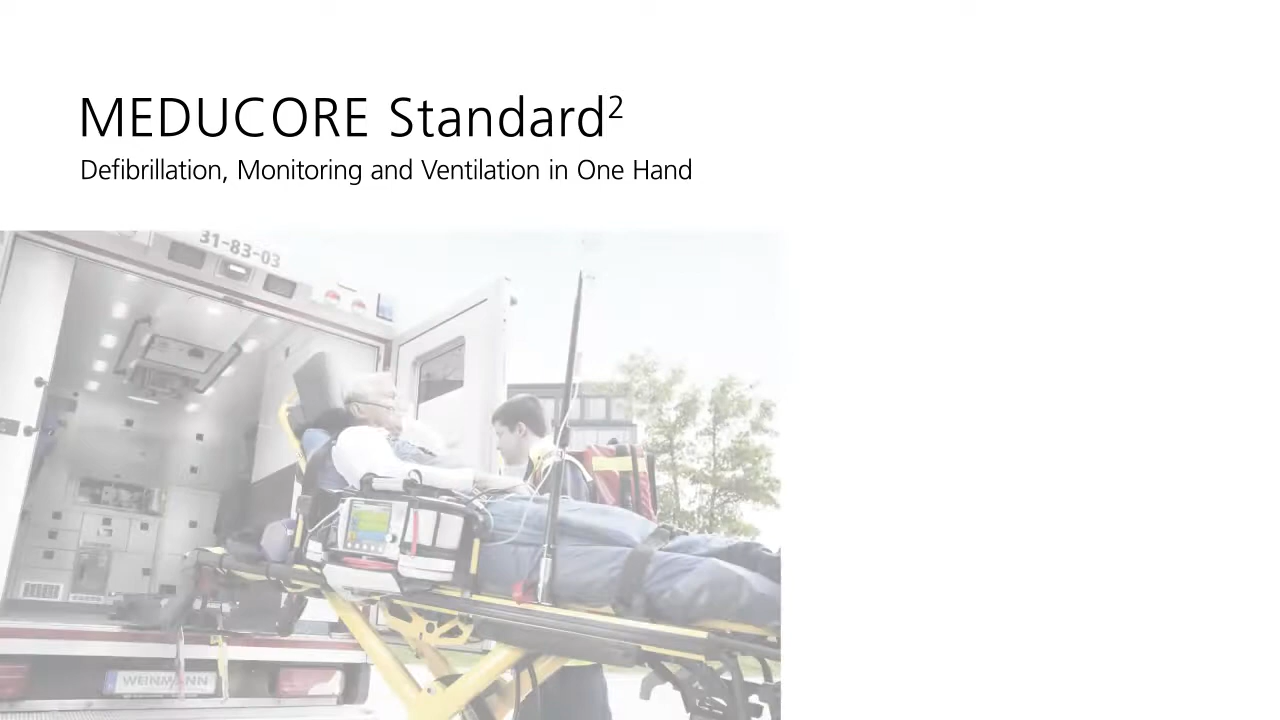 MEDUCORE Standard²
Defibrillation, Monitoring and Ventilation in One Hand
31-83-03
WEINMANN